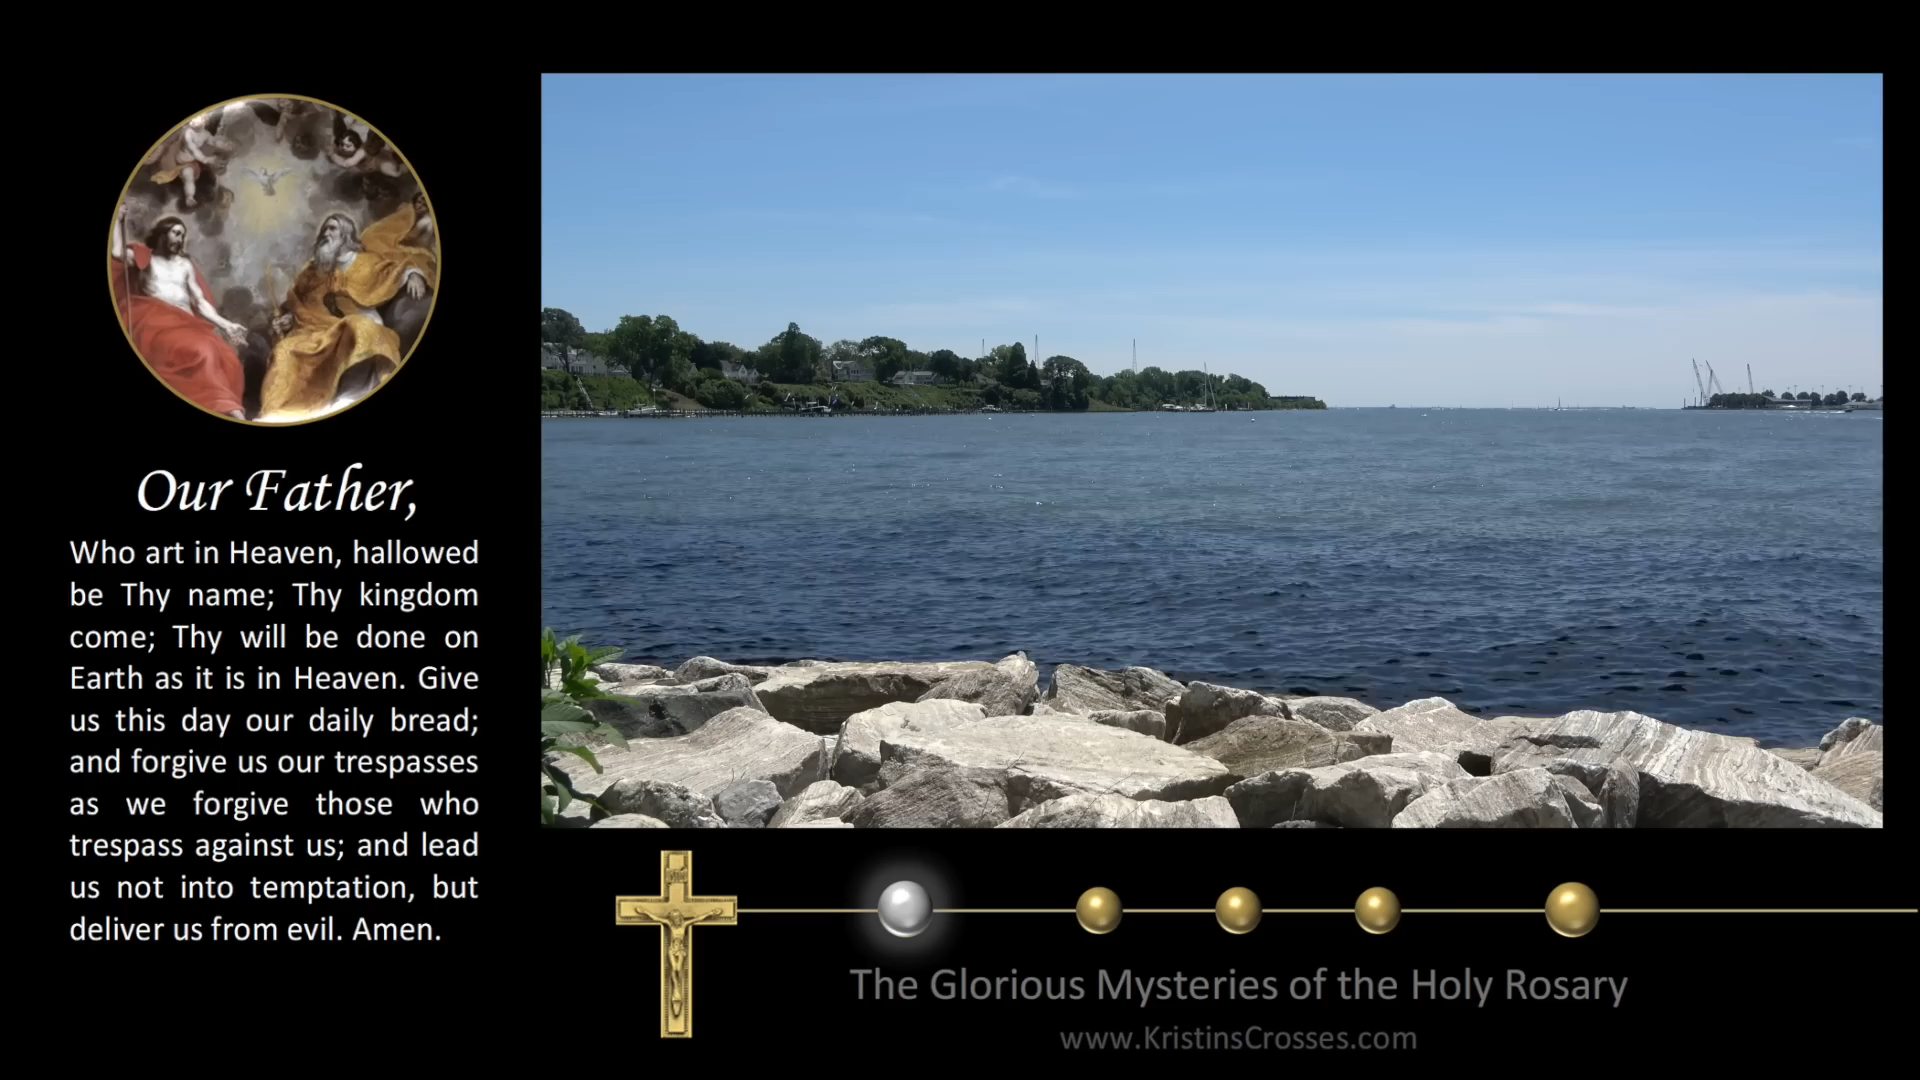 Our Father,
Who art in Heaven, hallowed
be Thy name; Thy kingdom
come; Thy will be done on
Earth as it is in Heaven. Give
us this day our daily bread;
and forgive us our trespasses
as we forgive those who
trespass against us; and lead
us not into temptation, but
deliver us from evil. Amen.
The Glorious Mysteries of the Holy Rosary
www.KristinsCrosses.com